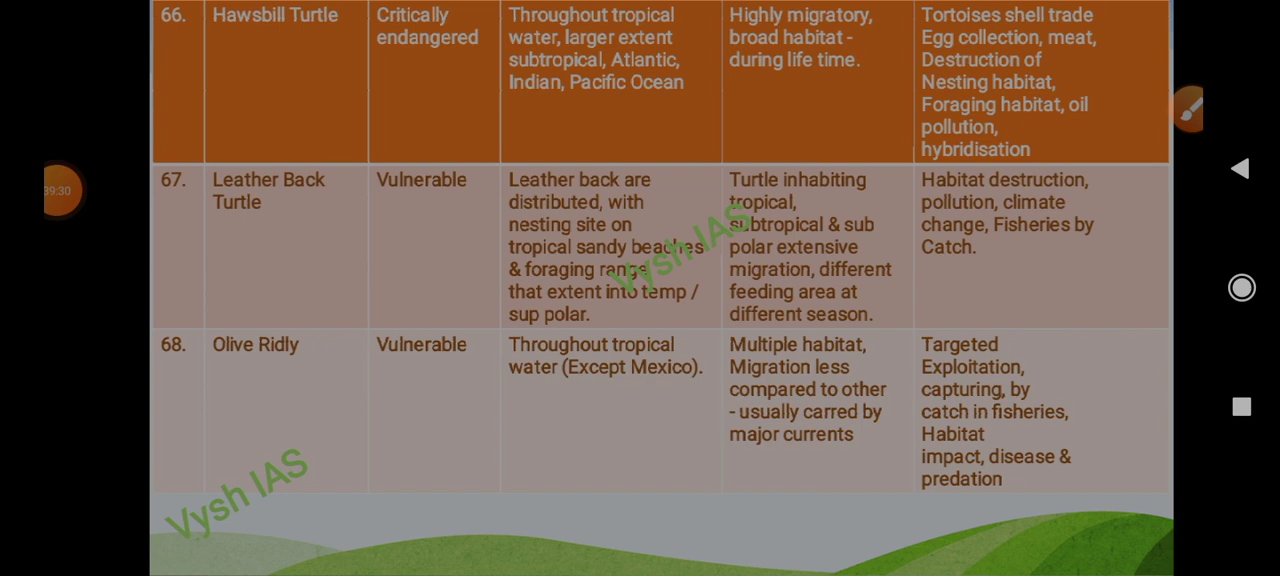 66.
Hawsbill Turtle
Critically
endangered
Throughout tropical
water, larger extent
subtropical, Atlantic,
Indian, Pacific Ocean
Highly migratory,
broad habitat -
during life time.
Tortoises shell trade
Egg collection, meat,
Destruction of
Nesting habitat,
Foraging habitat, oil
pollution,
hybridisation
39:30
67.
Leather Back
Turtle
Vulnerable
Leather back are
distributed, with
nesting site on
tropical sandy beaches
& foraging range
that extent into temp /
sup polar.
Turtle inhabiting
tropical,
subtropical & sub
polar extensive
migration, different
feeding area at
different season.
Habitat destruction,
pollution, climate
change, Fisheries by
Catch.
Vysh IAS
68.
Olive Ridly
Vulnerable
Throughout tropical
water (Except Mexico).
Multiple habitat,
Migration less
compared to other
- usually carred by
major currents
Targeted
Exploitation,
capturing, by
catch in fisheries,
Habitat
impact, disease &
predation
Vysh IAS